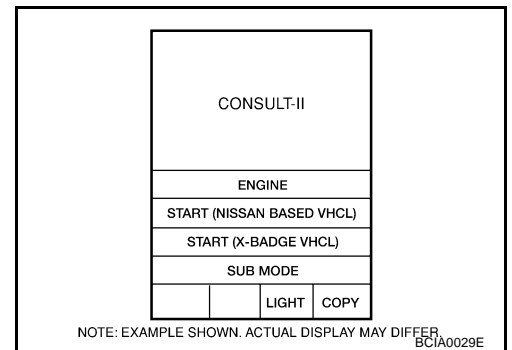 CONSULT-II
ENGINE
START (NISSAN BASED VHCL)
START (X-BADGE VHCL)
SUB MODE
LIGHT COPY
NOTE: EXAMPLE SHOWN. ACTUAL DISPLAY MAY DIFFER.
BCIA0029E